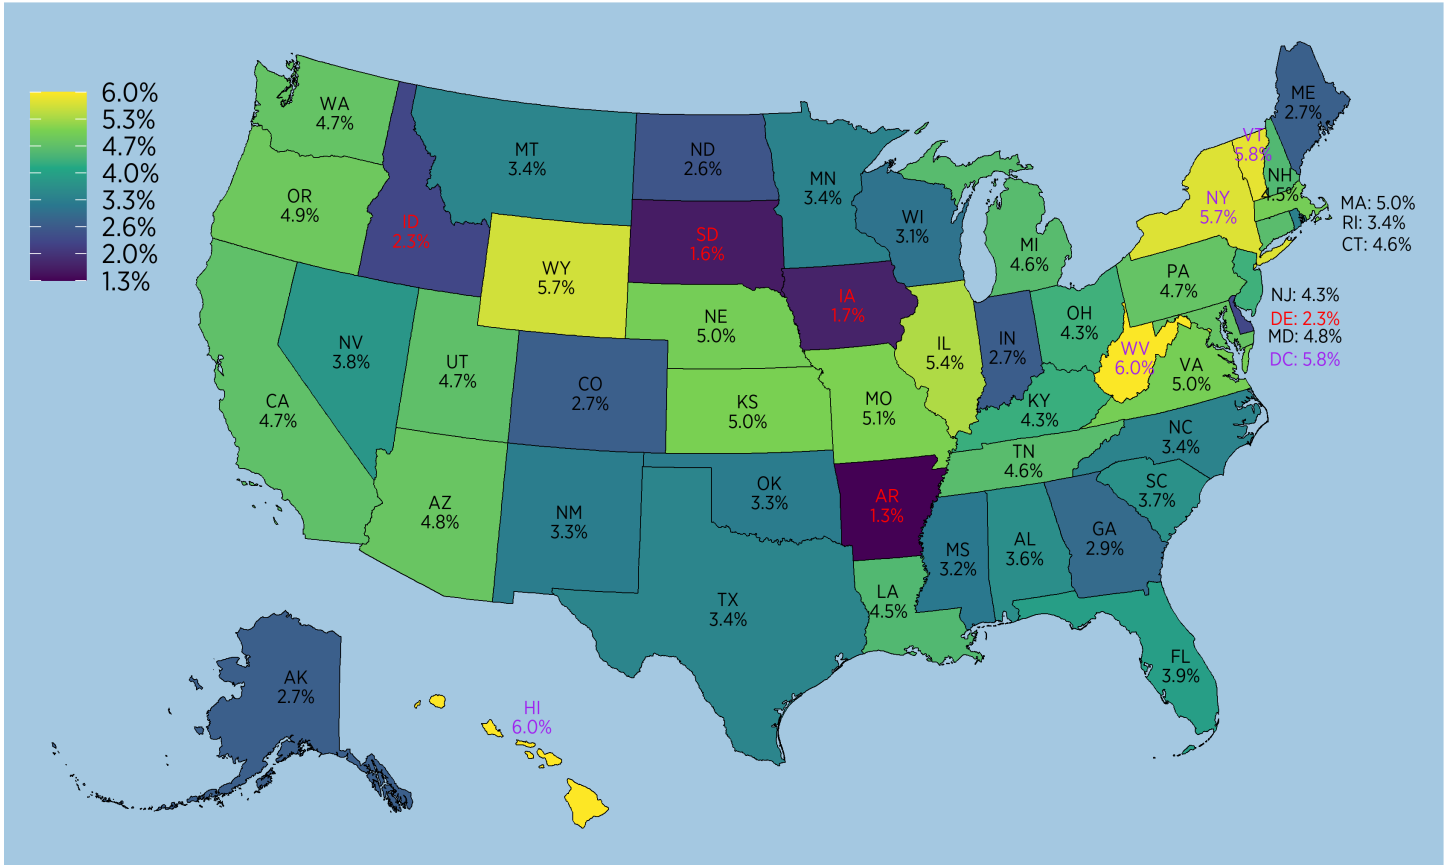 6.0%
5.3%
4.7%
4.0%
3.3%
2.6%
2.0%
1.3%
WA
4.7%
OR
4.9%
ID
2.3%
MT
3.4%
ND
2.6%
MN
3.4%
SD
1.6%
WI
3.1%
WY
5.7%
IA
1.7%
NE
5.0%
MI
4.6%
ME
2.7%
VT
5.8%
NH
4.5%
NY
5.7%
MA: 5.0%
RI: 3.4%
CT: 4.6%
PA
4.7%
NJ: 4.3%
DE: 2.3%
MD: 4.8%
DC: 5.8%
OH
4.3%
IN
2.7%
IL
5.4%
WV
6.0%
VA
5.0%
NV
3.8%
UT
4.7%
CO
2.7%
CA
4.7%
KS
5.0%
MO
5.1%
KY
4.3%
NC
3.4%
TN
4.6%
SC
3.7%
AZ
4.8%
NM
3.3%
OK
3.3%
AR
1.3%
MS
3.2%
AL
3.6%
GA
2.9%
TX
3.4%
LA
4.5%
FL
3.9%
AK
2.7%
HI
6.0%